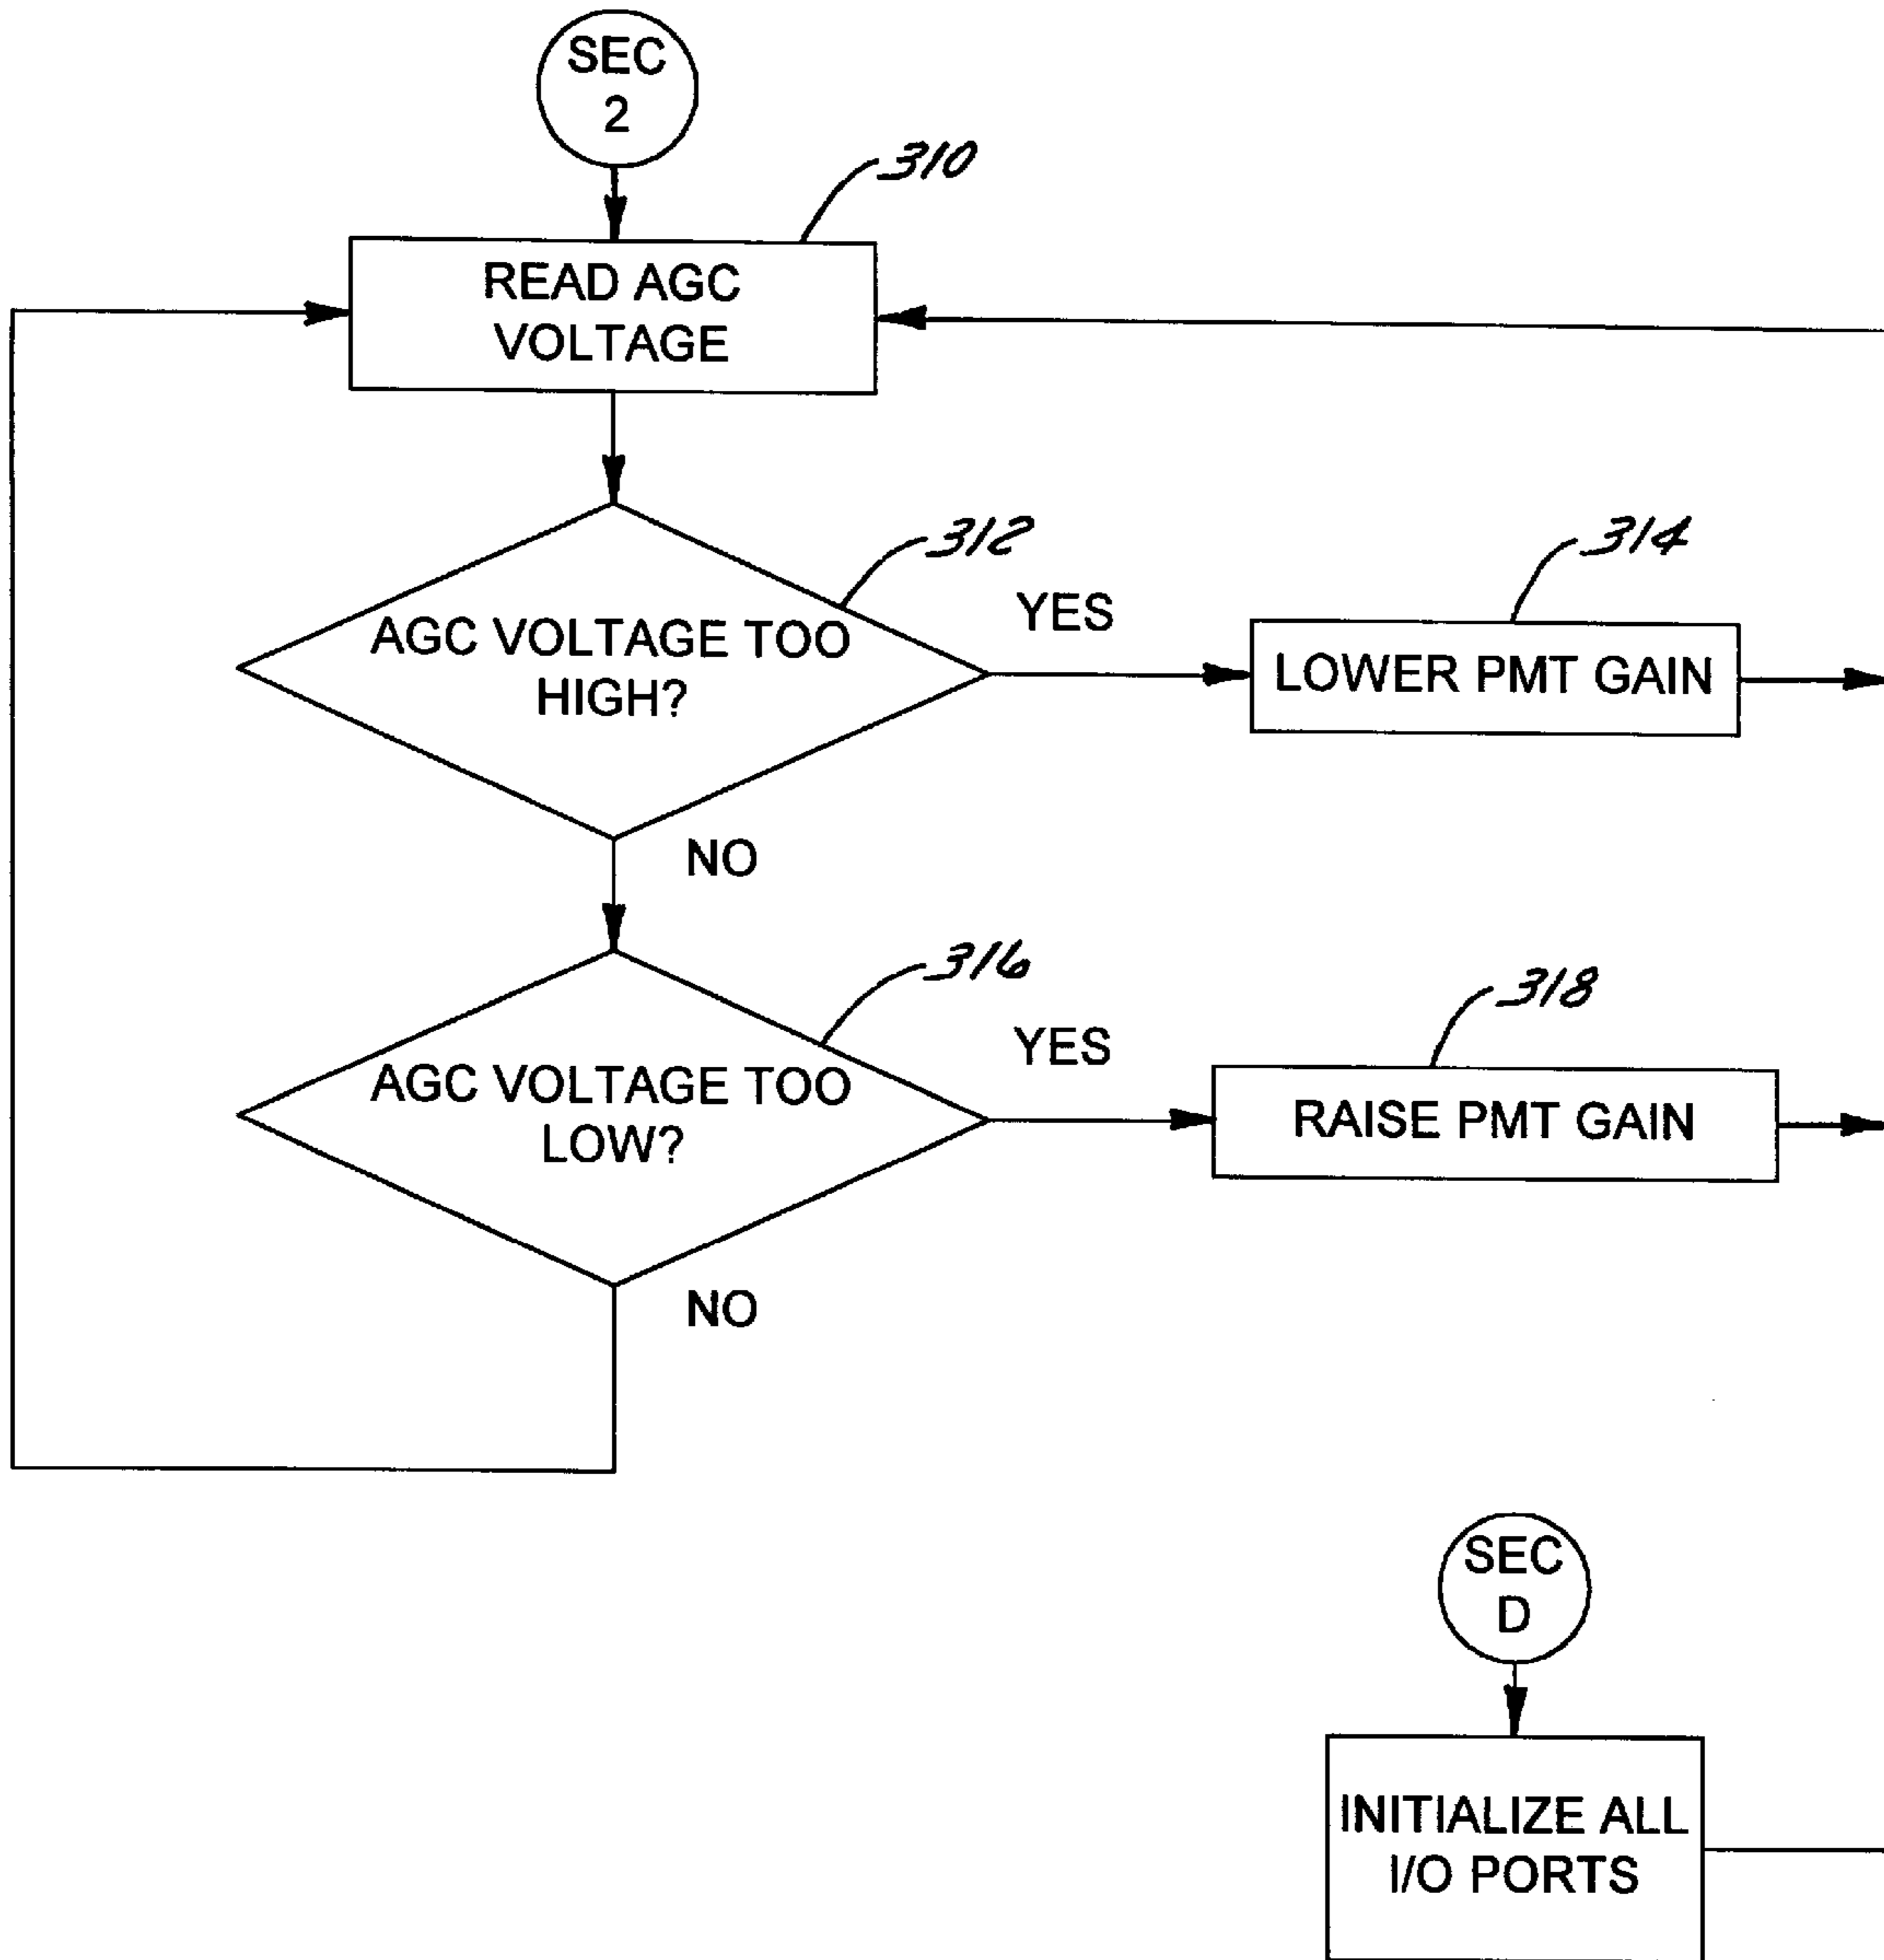 SEC
2
310
READ AGC
VOLTAGE
312
AGC VOLTAGE TOO
HIGH?
YES
314
LOWER PMT GAIN
NO
316
AGC VOLTAGE TOO
LOW?
YES
318
RAISE PMT GAIN
NO
SEC
D
INITIALIZE ALL
I/O PORTS